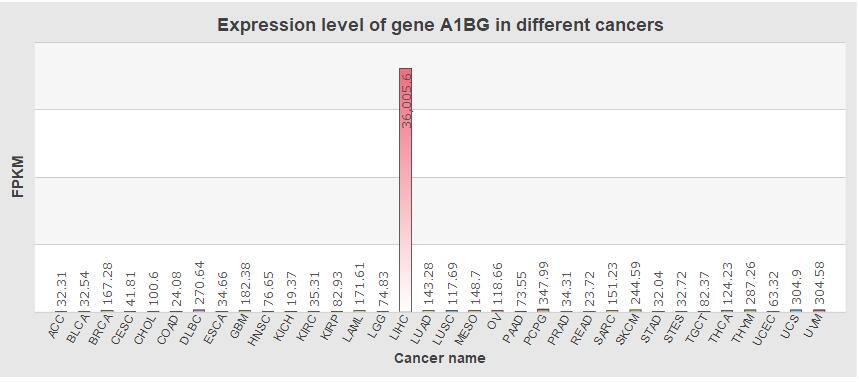 Expression level of gene A1BG in different cancers
FPKM
32.31
32.54
167.28
41.81
100.6
24.08
270.64
34.66
182.38
76.65
19.37
35.31
82.93
171.61
74.83
36,005.6
143.28
117.69
148.7
118.66
73.55
347.99
34.31
23.72
151.23
244.59
32.04
32.72
82.37
124.23
287.26
63.32
304.9
304.58
ACC
BLCA
BRCA
CESC
CHOL
COAD
DLBC
ESCA
GBM
HNSC
KICH
KIRC
KIRP
LAML
LGG
LIHC
LUAD
LUSC
MESO
OV
PAAD
PCPG
PRAD
READ
SARC
SKCM
STAD
STES
TGCT
THCA
THYM
UCEC
UCS
UVM
Cancer name